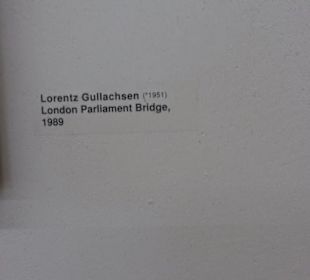 Lorentz Gullachsen (*1951)
London Parliament Bridge,
1989